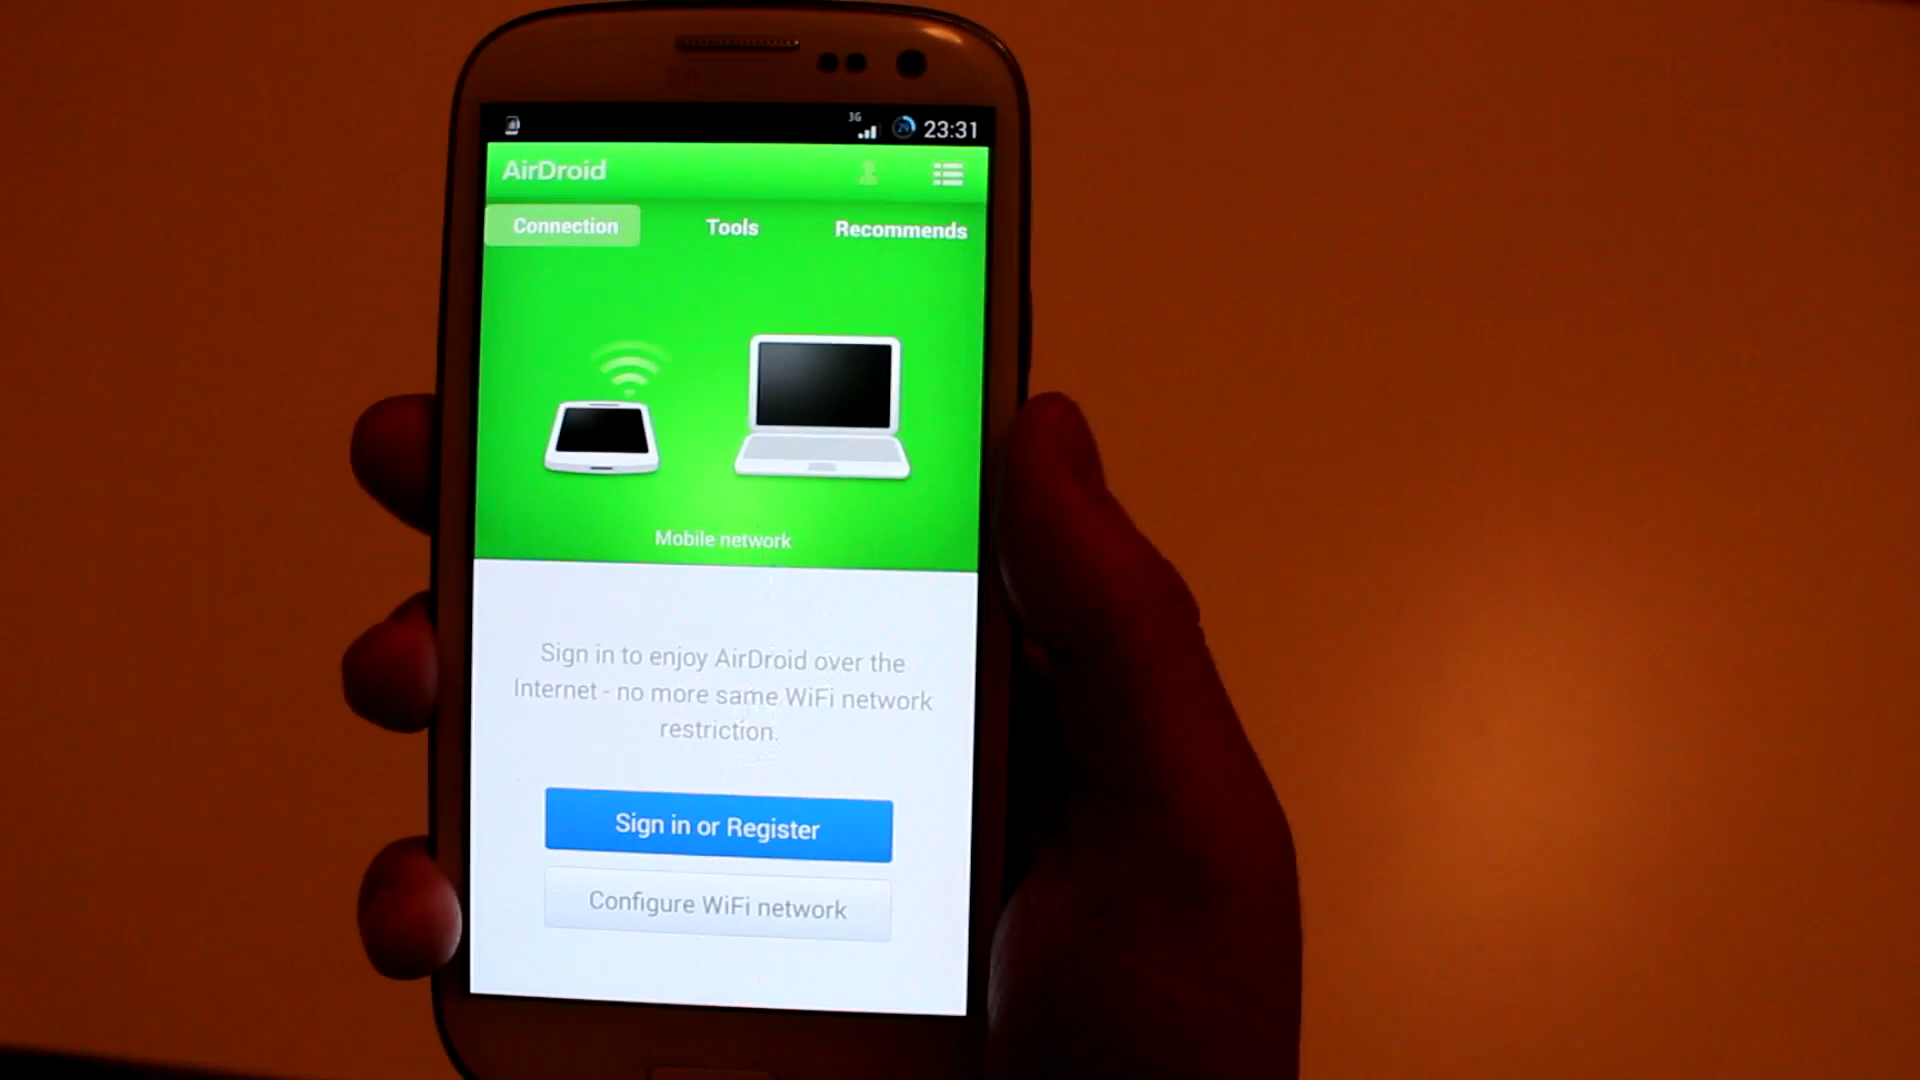 3G
29
23:31
AirDroid
Connection
Tools
Recommends
Mobile network
Sign in to enjoy AirDroid over the
Internet - no more same WiFi network
restriction.
Sign in or Register
Configure WiFi network